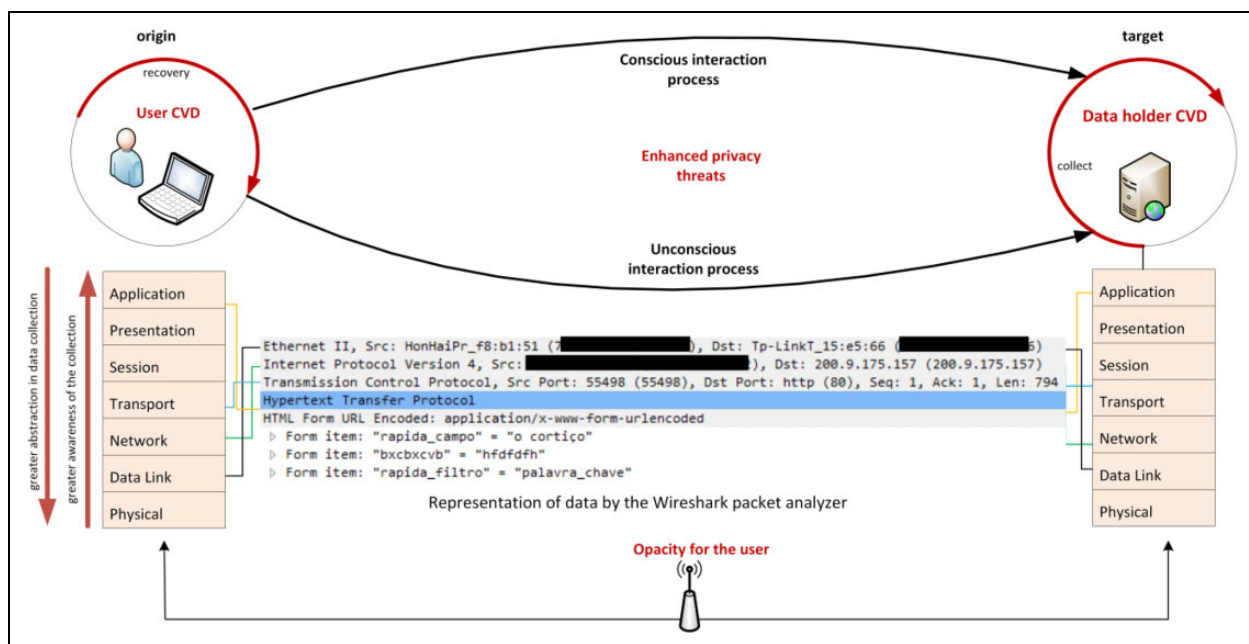 origin
target
recovery
Conscious interaction
process
User CVD
Data holder CVD
Enhanced privacy
threats
collect
Unconscious
interaction process
greater abstraction in data collection
greater awareness of the collection
Application
Presentation
Session
Transport
Network
Data Link
Physical
Ethernet II, Src: HonHaiPr_f8:b1:51 (7 ), Dst: Tp-LinkT_15:e5:66 ( 6)
Internet Protocol Version 4, Src: 2), Dst: 200.9.175.157 (200.9.175.157)
Transmission Control Protocol, Src Port: 55498 (55498), Dst Port: http (80), Seq: 1, Ack: 1, Len: 794
Hypertext Transfer Protocol
HTML Form URL Encoded: application/x-www-form-urlencoded
Form item: "rapida_campo" = "o cortiço"
Form item: "bxcbxcvb" = "hfdfdfh"
Form item: "rapida_filtro" = "palavra_chave"
Representation of data by the Wireshark packet analyzer
Application
Presentation
Session
Transport
Network
Data Link
Physical
Opacity for the user